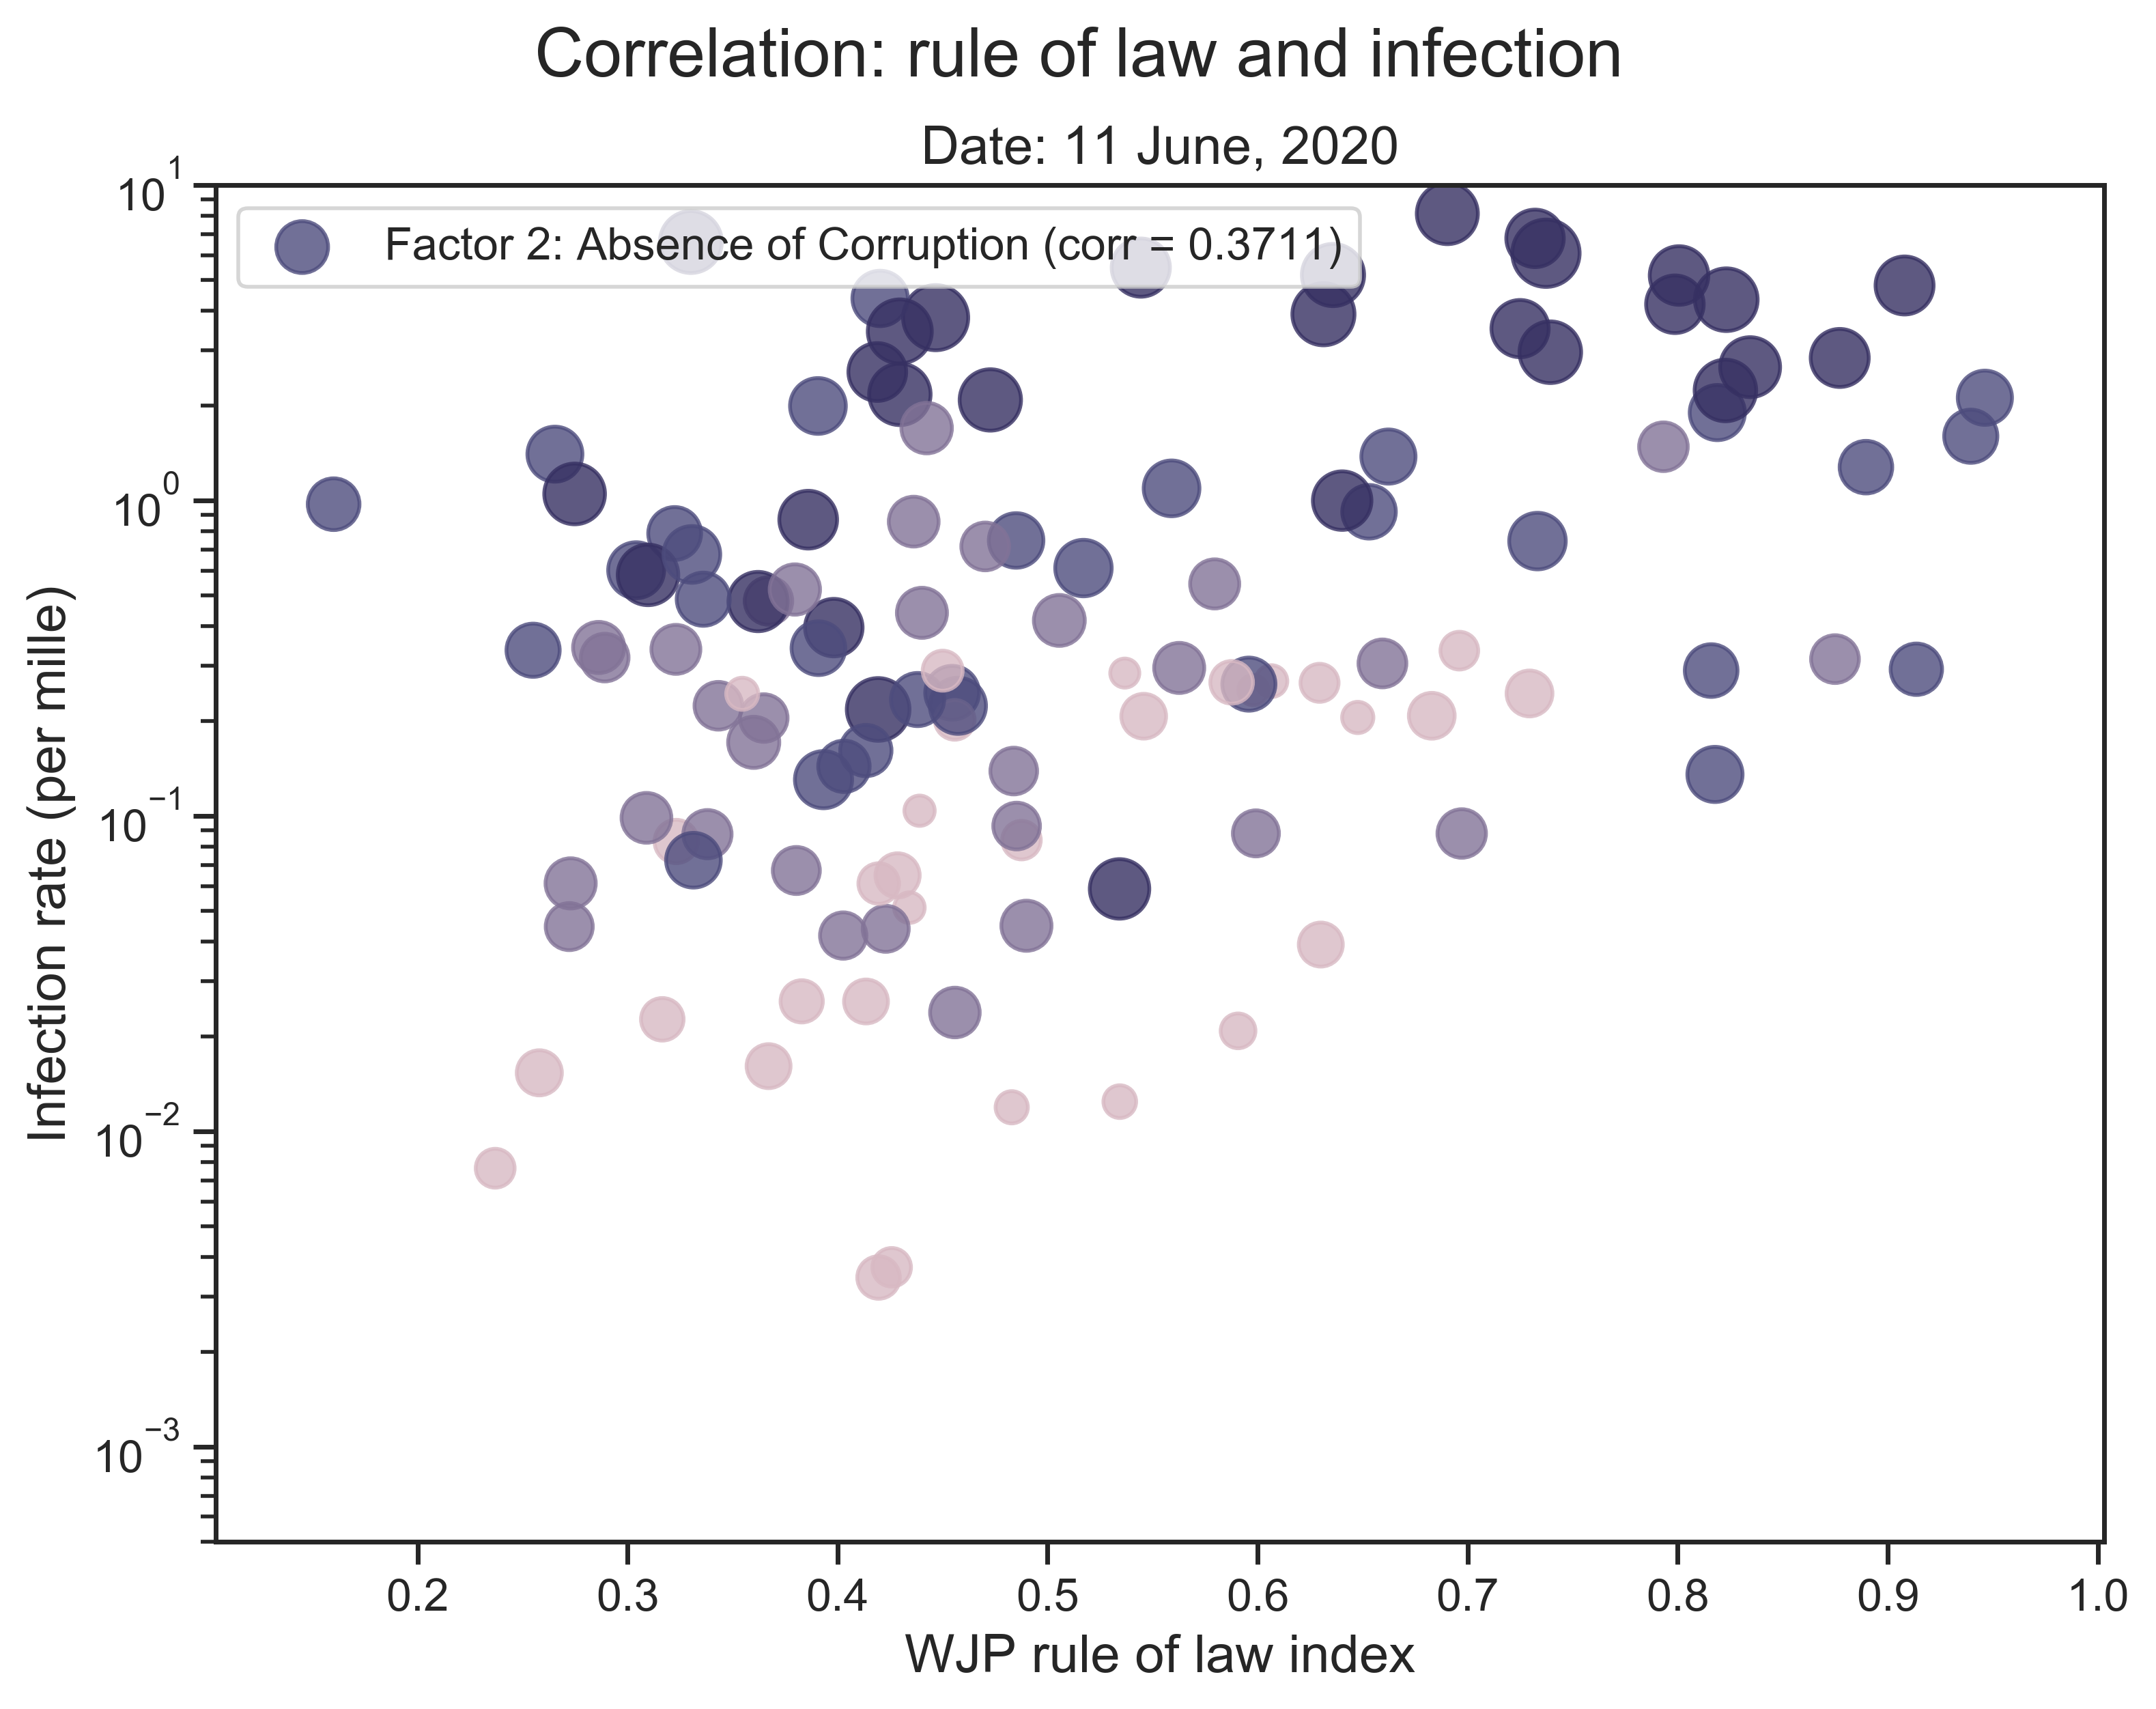 Correlation: rule of law and infection
Date: 11 June, 2020
Factor 2: Absence of Corruption (corr = 0.3711)
Infection rate (per mille)
10^1
10^0
10^−1
10^−2
10^−3
0.2 0.3 0.4 0.5 0.6 0.7 0.8 0.9 1.0
WJP rule of law index